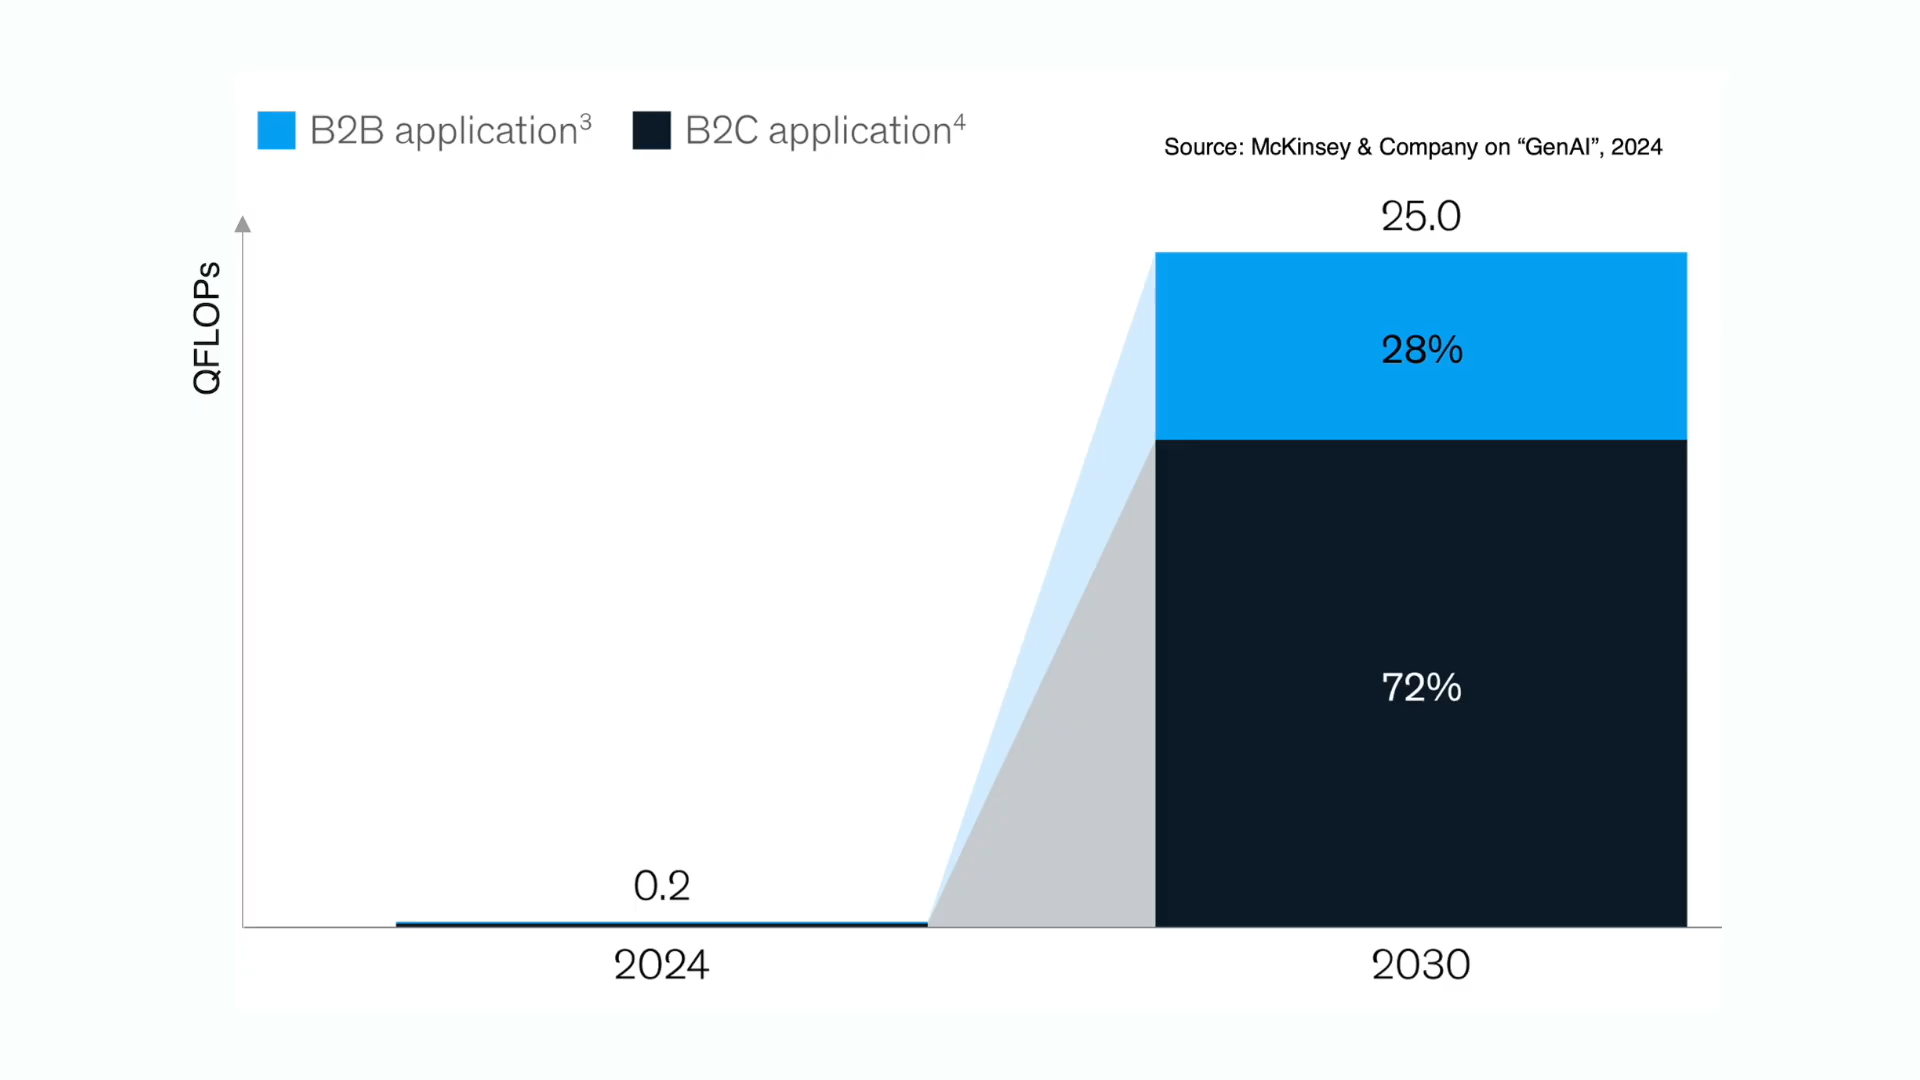 B2B application³
B2C application⁴
Source: McKinsey & Company on “GenAI”, 2024
QFLOPs
25.0
28%
72%
0.2
2024
2030